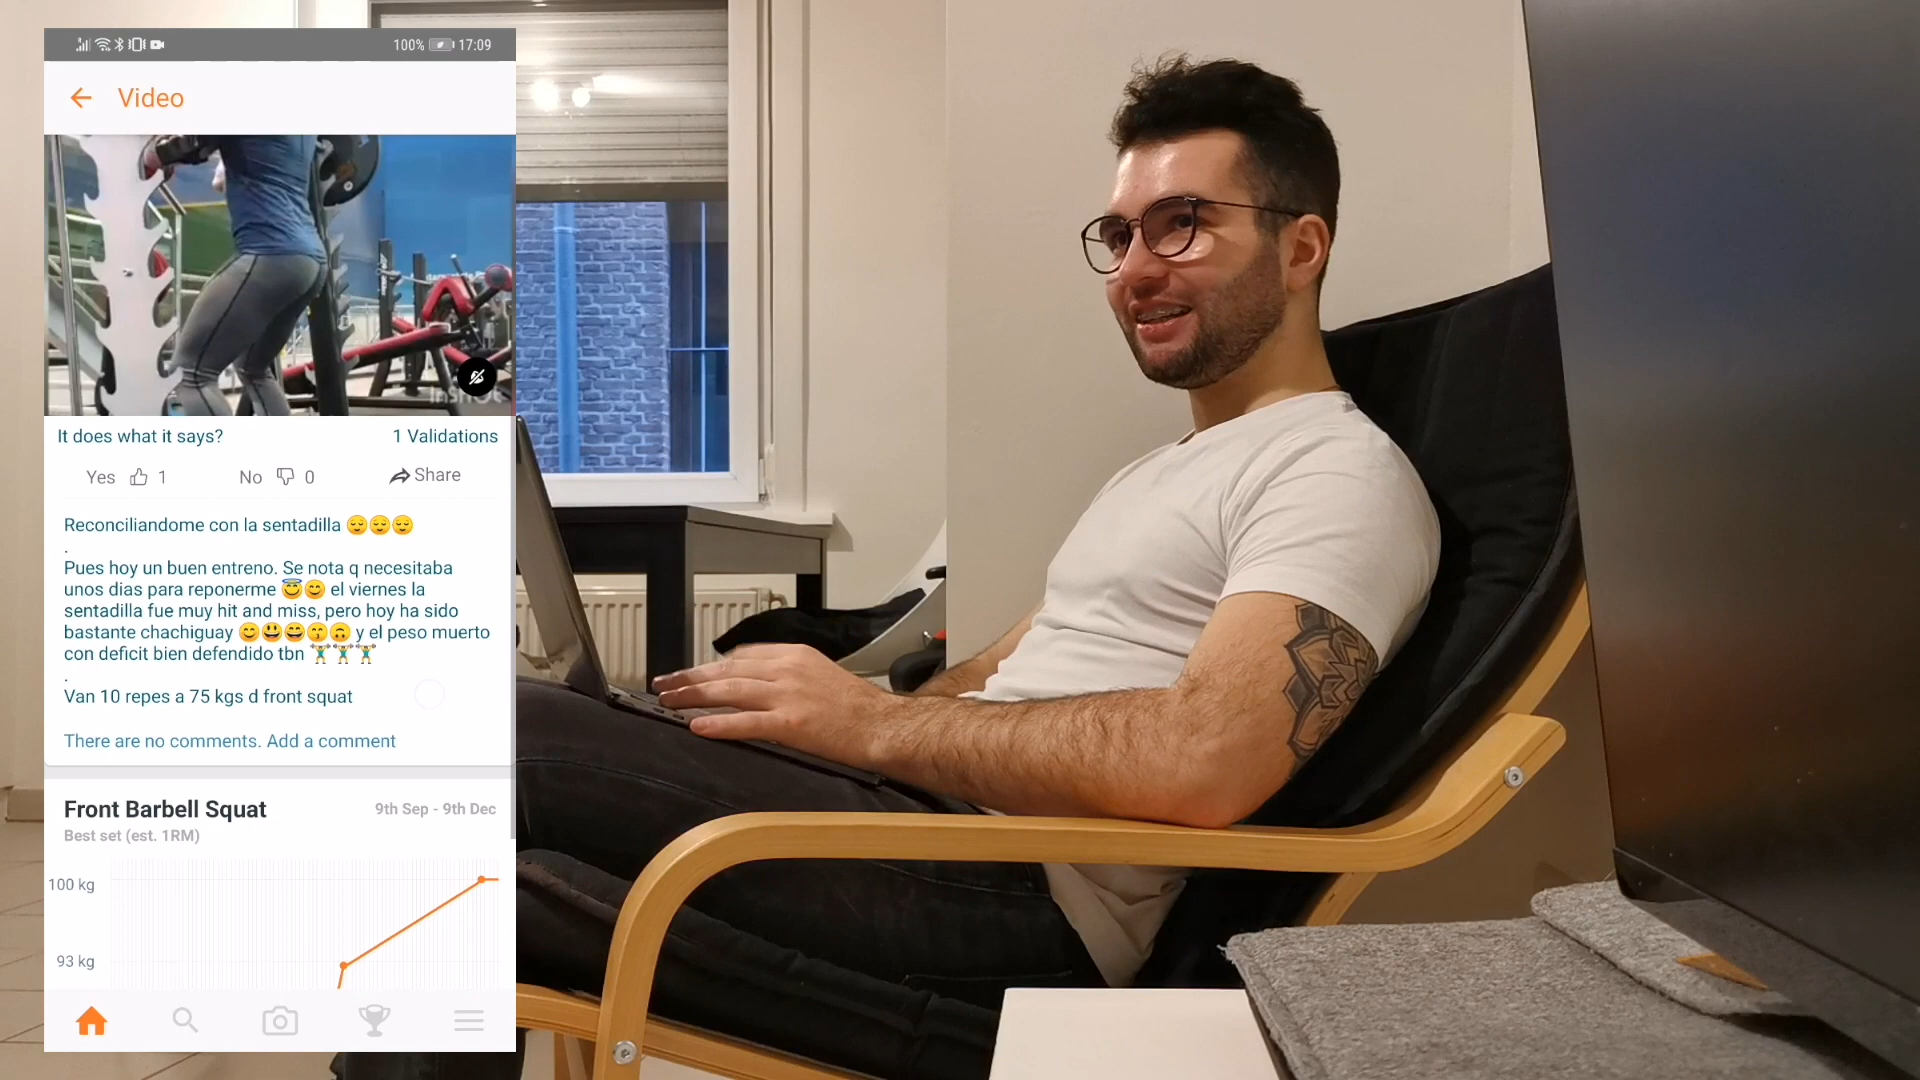 100% 17:09
Video
InShOt
It does what it says? 1 Validations
Yes 1 No 0 Share
Reconciliandome con la sentadilla 😌😌😌
.
Pues hoy un buen entreno. Se nota q necesitaba
unos dias para reponerme 😇😊 el viernes la
sentadilla fue muy hit and miss, pero hoy ha sido
bastante chachiguay 😊😃😄😙🙃 y el peso muerto
con deficit bien defendido tbn 🏋️🏋️🏋️
.
Van 10 repes a 75 kgs d front squat
There are no comments. Add a comment
Front Barbell Squat 9th Sep - 9th Dec
Best set (est. 1RM)
100 kg
93 kg